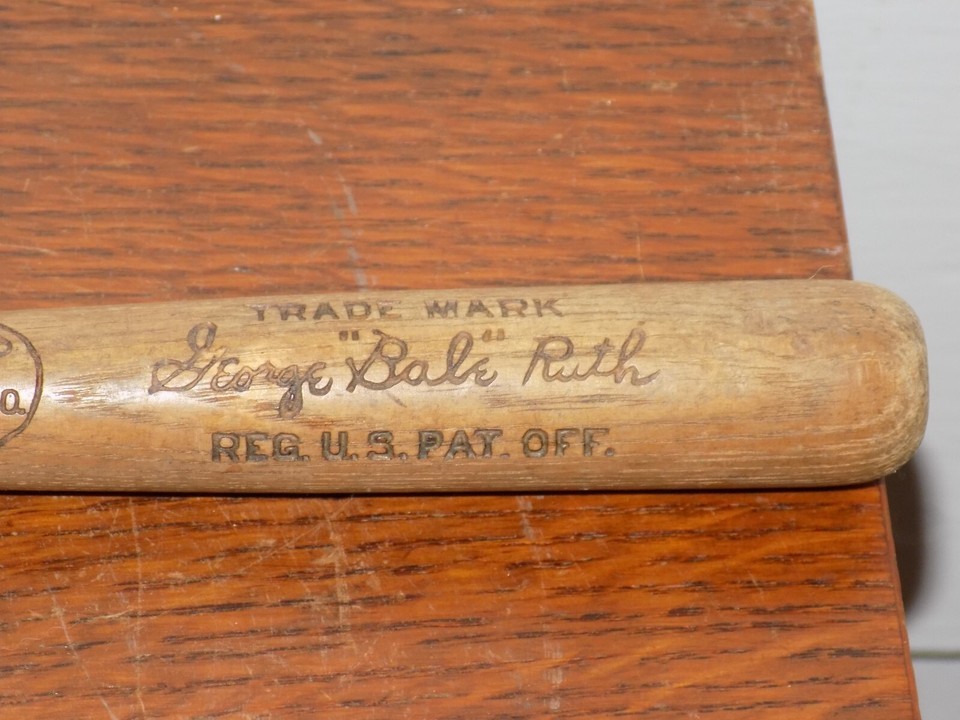 TRADE MARK
George "Babe" Ruth
REG. U.S. PAT. OFF.
O.